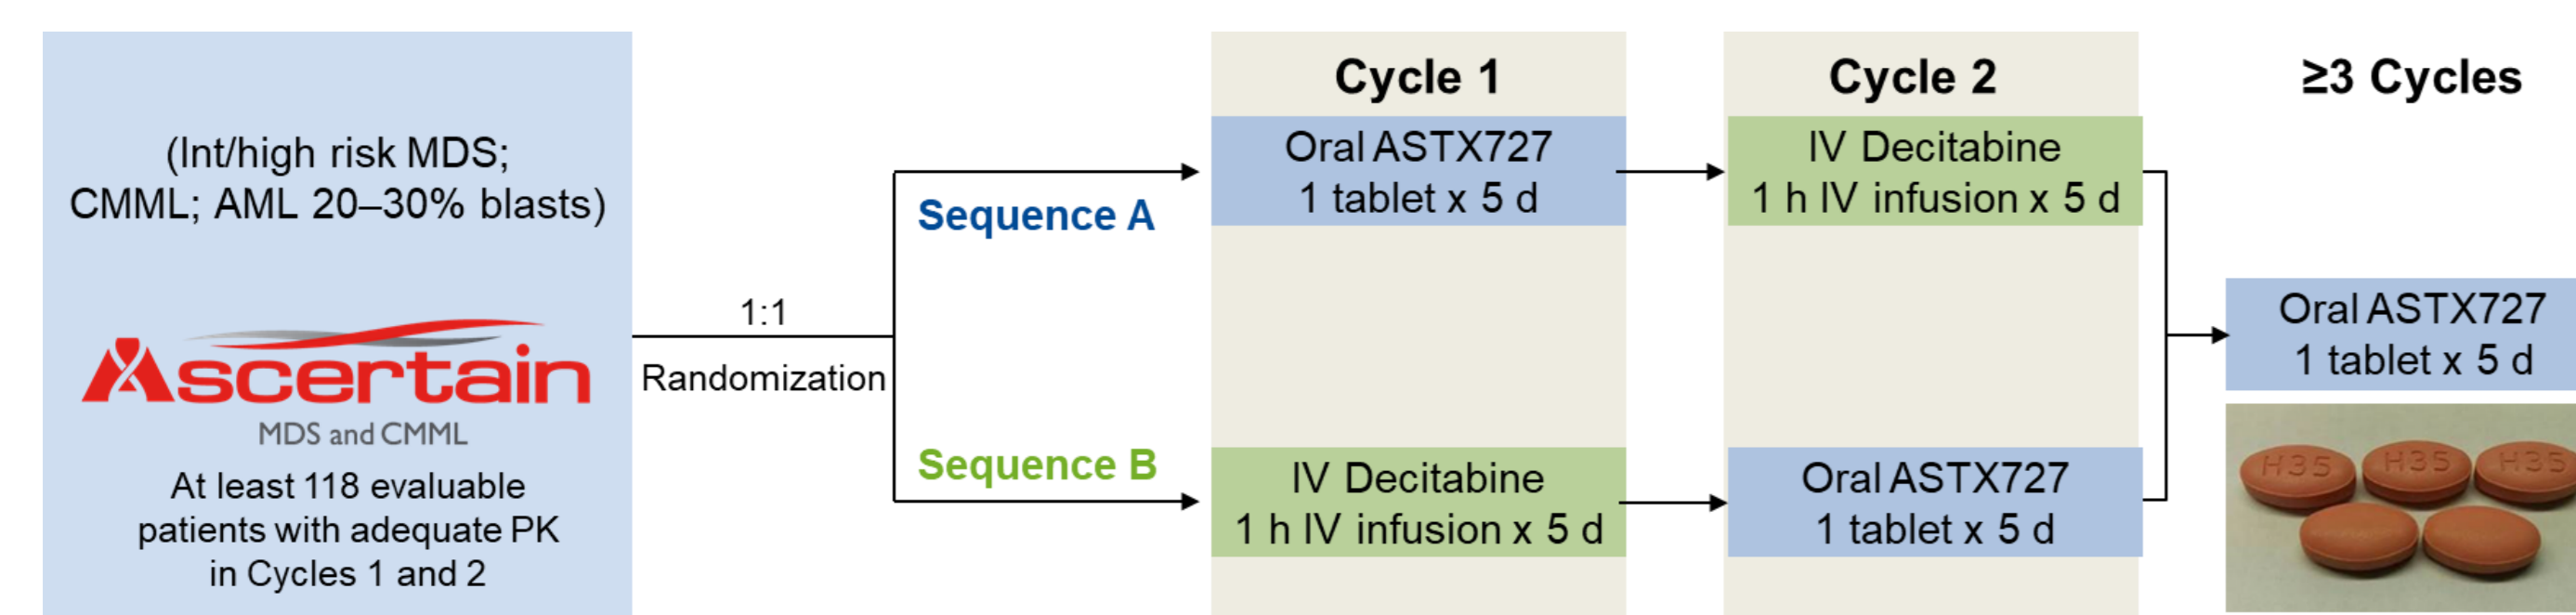 (Int/high risk MDS;
CMML; AML 20–30% blasts)
Ascertain
MDS and CMML
At least 118 evaluable
patients with adequate PK
in Cycles 1 and 2
1:1
Randomization
Sequence A
Sequence B
Cycle 1
Oral ASTX727
1 tablet x 5 d
IV Decitabine
1 h IV infusion x 5 d
Cycle 2
IV Decitabine
1 h IV infusion x 5 d
Oral ASTX727
1 tablet x 5 d
≥3 Cycles
Oral ASTX727
1 tablet x 5 d
H35 H35 H35